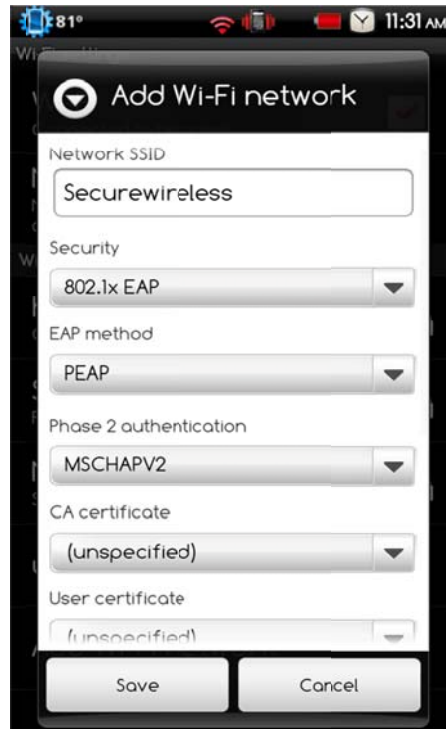 81°
11:31 AM
Add Wi-Fi network
Network SSID
Securewireless
Security
802.1x EAP
EAP method
PEAP
Phase 2 authentication
MSCHAPV2
CA certificate
(unspecified)
User certificate
(unspecified)
Save
Cancel